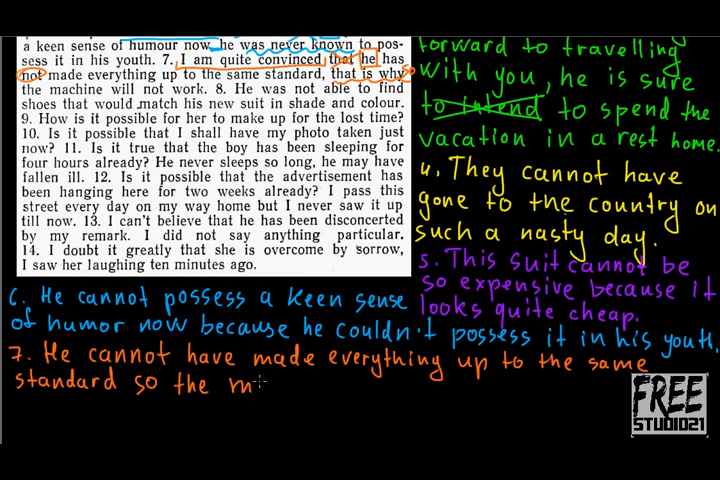 a keen sense of humour now, he was never known to pos-
sess it in his youth. 7. I am quite convinced that he has
not made everything up to the same standard, that is why so
the machine will not work. 8. He was not able to find
shoes that would match his new suit in shade and colour.
9. How is it possible for her to make up for the lost time?
10. Is it possible that I shall have my photo taken just
now? 11. Is it true that the boy has been sleeping for
four hours already? He never sleeps so long, he may have
fallen ill. 12. Is it possible that the advertisement has
been hanging here for two weeks already? I pass this
street every day on my way home but I never saw it up
till now. 13. I can't believe that he has been disconcerted
by my remark. I did not say anything particular.
14. I doubt it greatly that she is overcome by sorrow,
I saw her laughing ten minutes ago.
forward to travelling
with you, he is sure
to intend to spend the
vacation in a rest home.
4. They cannot have
gone to the country on
such a nasty day.
5. This suit cannot be
so expensive because it
looks quite cheap.
6. He cannot possess a keen sense
of humor now because he couldn't possess it in his youth.
7. He cannot have made everything up to the same
standard so the m
FREE
STUDIO21